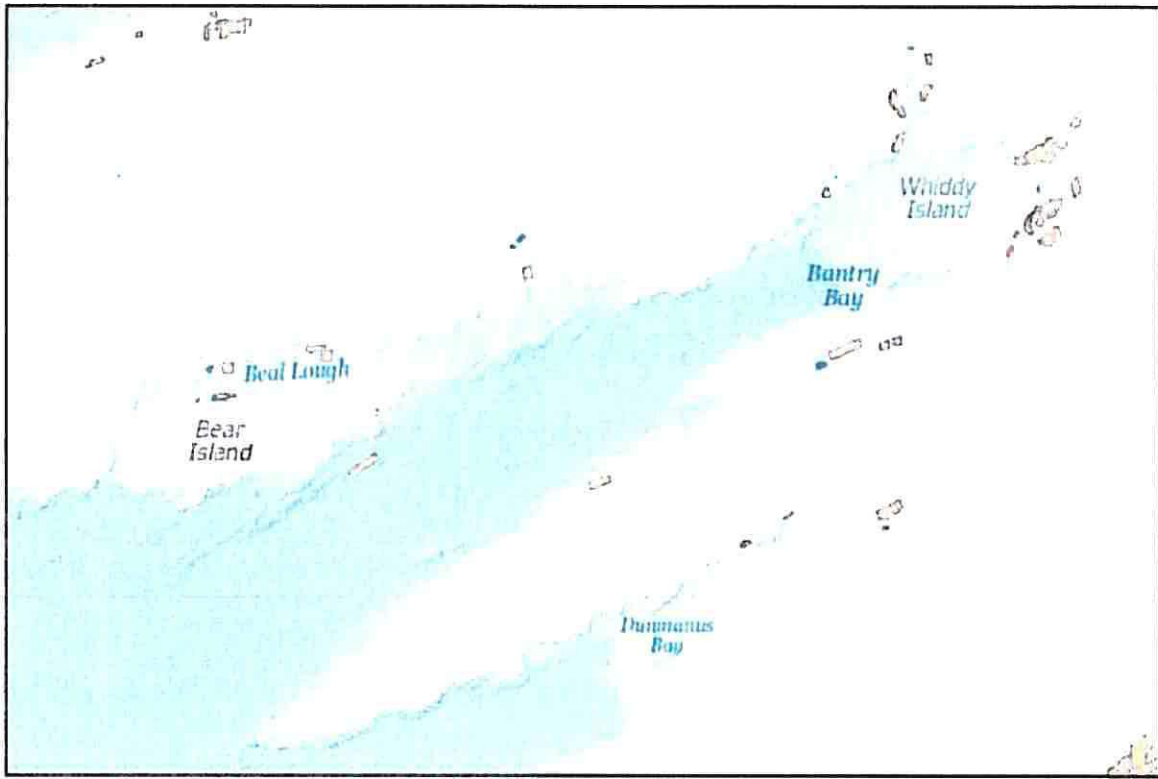 Whiddy
Island
Bantry
Bay
Beal Lough
Bear
Island
Dunmanus
Bay